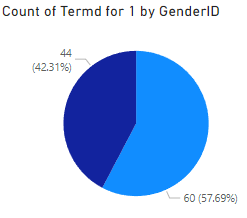 Count of Termd for 1 by GenderID
44
(42.31%)
60 (57.69%)